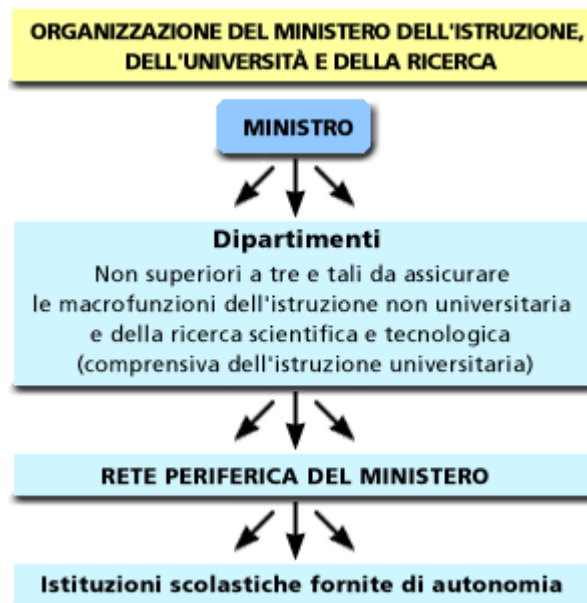 ORGANIZZAZIONE DEL MINISTERO DELL'ISTRUZIONE,
DELL'UNIVERSITÀ E DELLA RICERCA
MINISTRO
Dipartimenti
Non superiori a tre e tali da assicurare
le macrofunzioni dell'istruzione non universitaria
e della ricerca scientifica e tecnologica
(comprensiva dell'istruzione universitaria)
RETE PERIFERICA DEL MINISTERO
Istituzioni scolastiche fornite di autonomia